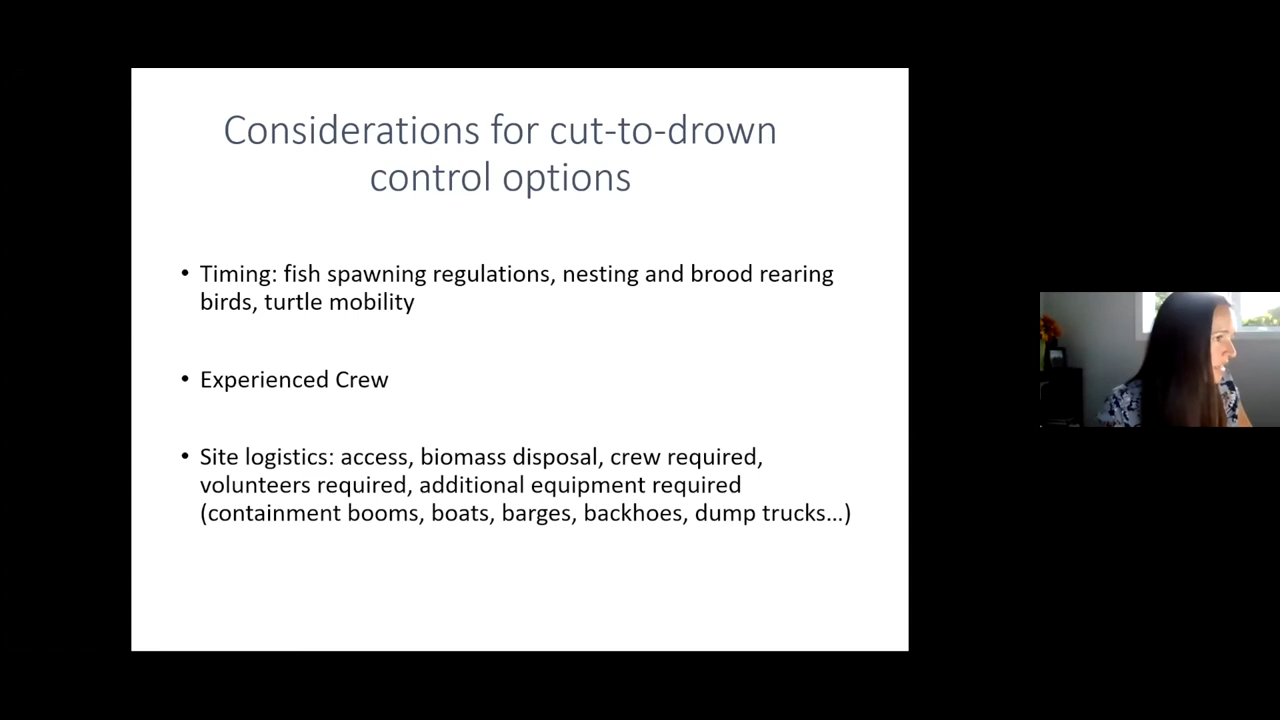 Considerations for cut-to-drown
control options
• Timing: fish spawning regulations, nesting and brood rearing
birds, turtle mobility
• Experienced Crew
• Site logistics: access, biomass disposal, crew required,
volunteers required, additional equipment required
(containment booms, boats, barges, backhoes, dump trucks…)